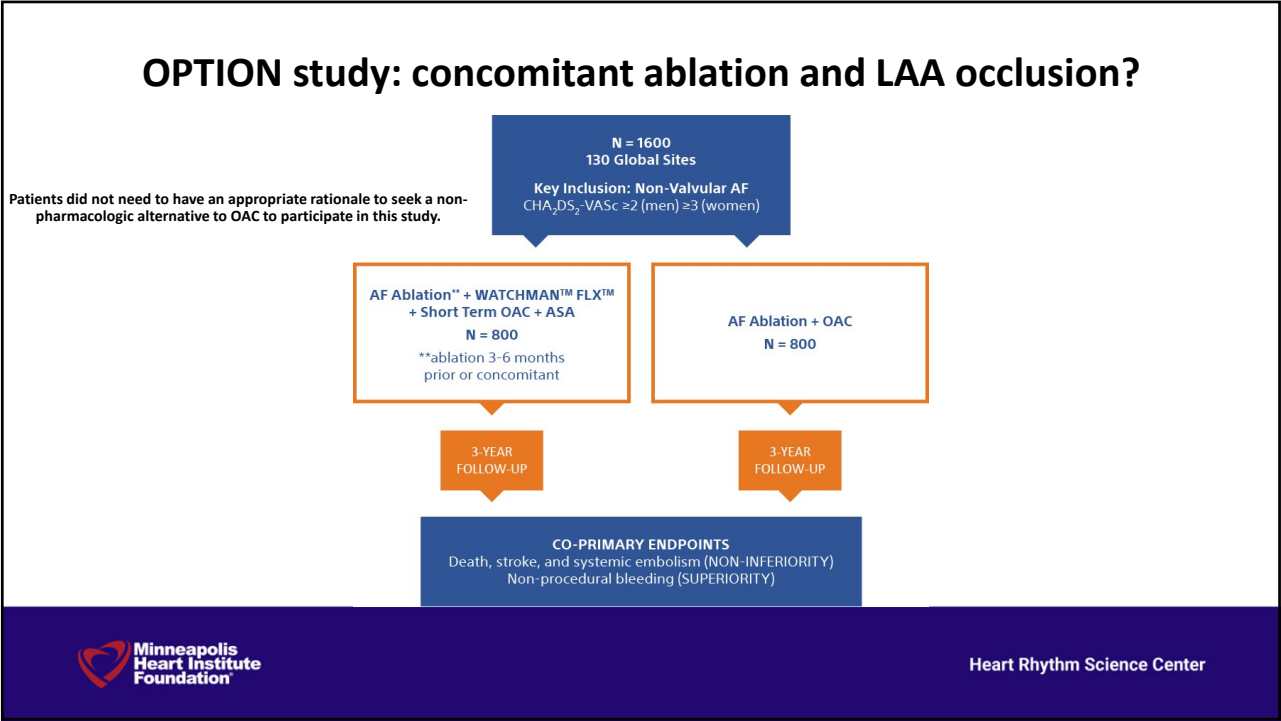 OPTION study: concomitant ablation and LAA occlusion?
N = 1600
130 Global Sites
Key Inclusion: Non-Valvular AF
CHA₂DS₂-VASc ≥2 (men) ≥3 (women)
Patients did not need to have an appropriate rationale to seek a non-
pharmacologic alternative to OAC to participate in this study.
AF Ablation** + WATCHMAN™ FLX™
+ Short Term OAC + ASA
N = 800
**ablation 3-6 months
prior or concomitant
AF Ablation + OAC
N = 800
3-YEAR
FOLLOW-UP
3-YEAR
FOLLOW-UP
CO-PRIMARY ENDPOINTS
Death, stroke, and systemic embolism (NON-INFERIORITY)
Non-procedural bleeding (SUPERIORITY)
Minneapolis
Heart Institute
Foundation®
Heart Rhythm Science Center